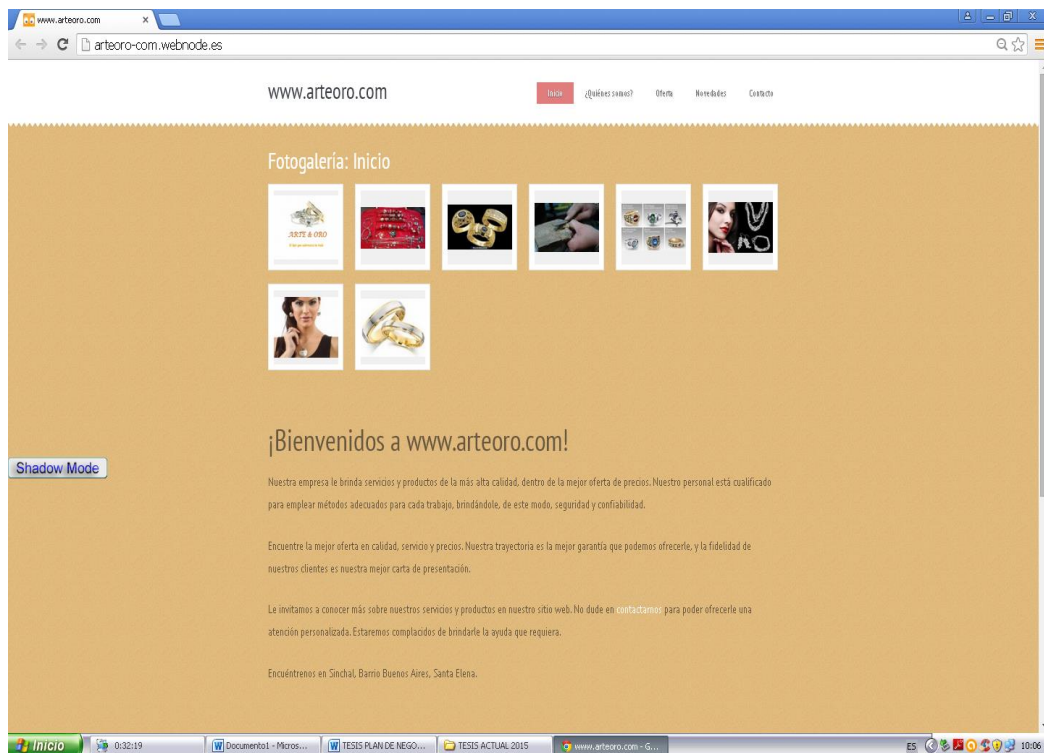 www.arteoro.com
arteoro-com.webnode.es
www.arteoro.com
Inicio ¿Quiénes somos? Oferta Novedades Contacto
Fotogalería: Inicio
ARTE & ORO
¡Bienvenidos a www.arteoro.com!
Shadow Mode
Nuestra empresa le brinda servicios y productos de la más alta calidad, dentro de la mejor oferta de precios. Nuestro personal está cualificado
para emplear métodos adecuados para cada trabajo, brindándole, de este modo, seguridad y confiabilidad.
Encuentre la mejor oferta en calidad, servicio y precios. Nuestra trayectoria es la mejor garantía que podemos ofrecerle, y la fidelidad de
nuestros clientes es nuestra mejor carta de presentación.
Le invitamos a conocer más sobre nuestros servicios y productos en nuestro sitio web. No dude en contactarnos para poder ofrecerle una
atención personalizada. Estaremos complacidos de brindarle la ayuda que requiera.
Encuéntrenos en Sinchal, Barrio Buenos Aires, Santa Elena.
Inicio 0:32:19 Documento1 - Micros... TESIS PLAN DE NEGO... TESIS ACTUAL 2015 www.arteoro.com - G... ES 10:06